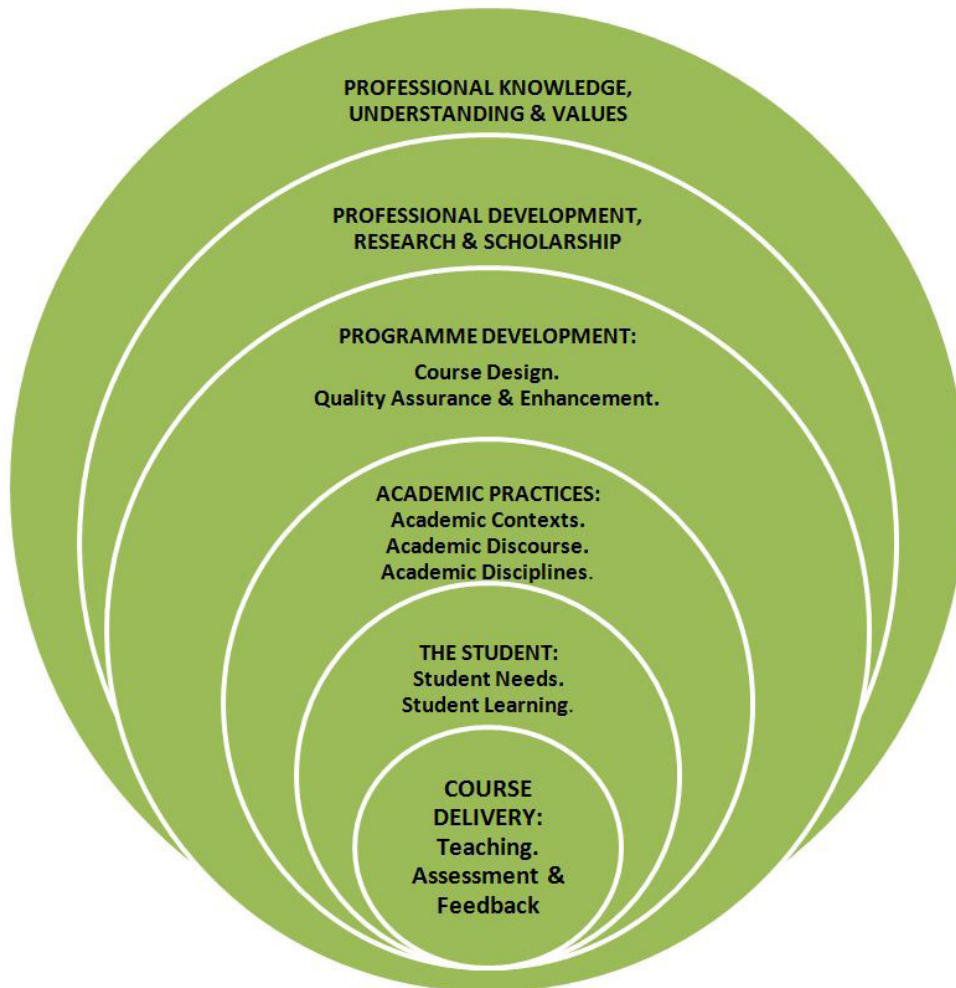 PROFESSIONAL KNOWLEDGE,
UNDERSTANDING & VALUES
PROFESSIONAL DEVELOPMENT,
RESEARCH & SCHOLARSHIP
PROGRAMME DEVELOPMENT:
Course Design.
Quality Assurance & Enhancement.
ACADEMIC PRACTICES:
Academic Contexts.
Academic Discourse.
Academic Disciplines.
THE STUDENT:
Student Needs.
Student Learning.
COURSE
DELIVERY:
Teaching.
Assessment &
Feedback